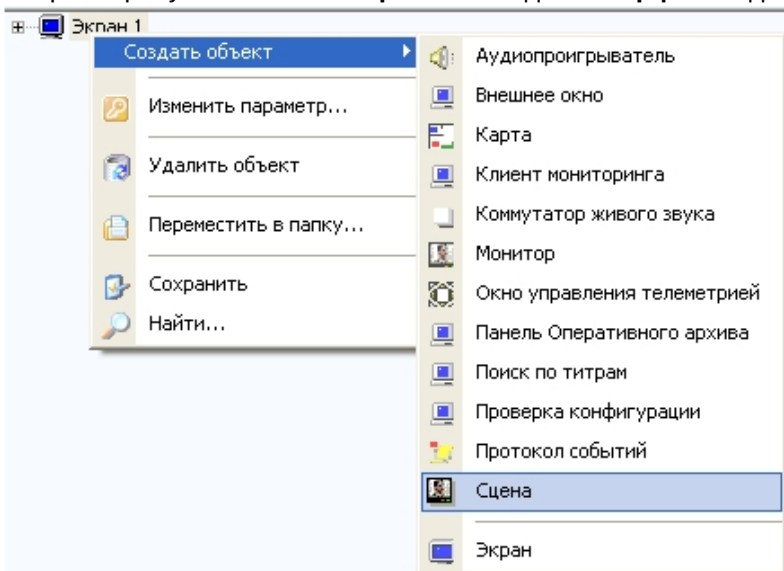 Экран 1
Создать объект
Изменить параметр...
Удалить объект
Переместить в папку...
Сохранить
Найти...
Аудиопроигрыватель
Внешнее окно
Карта
Клиент мониторинга
Коммутатор живого звука
Монитор
Окно управления телеметрией
Панель Оперативного архива
Поиск по титрам
Проверка конфигурации
Протокол событий
Сцена
Экран